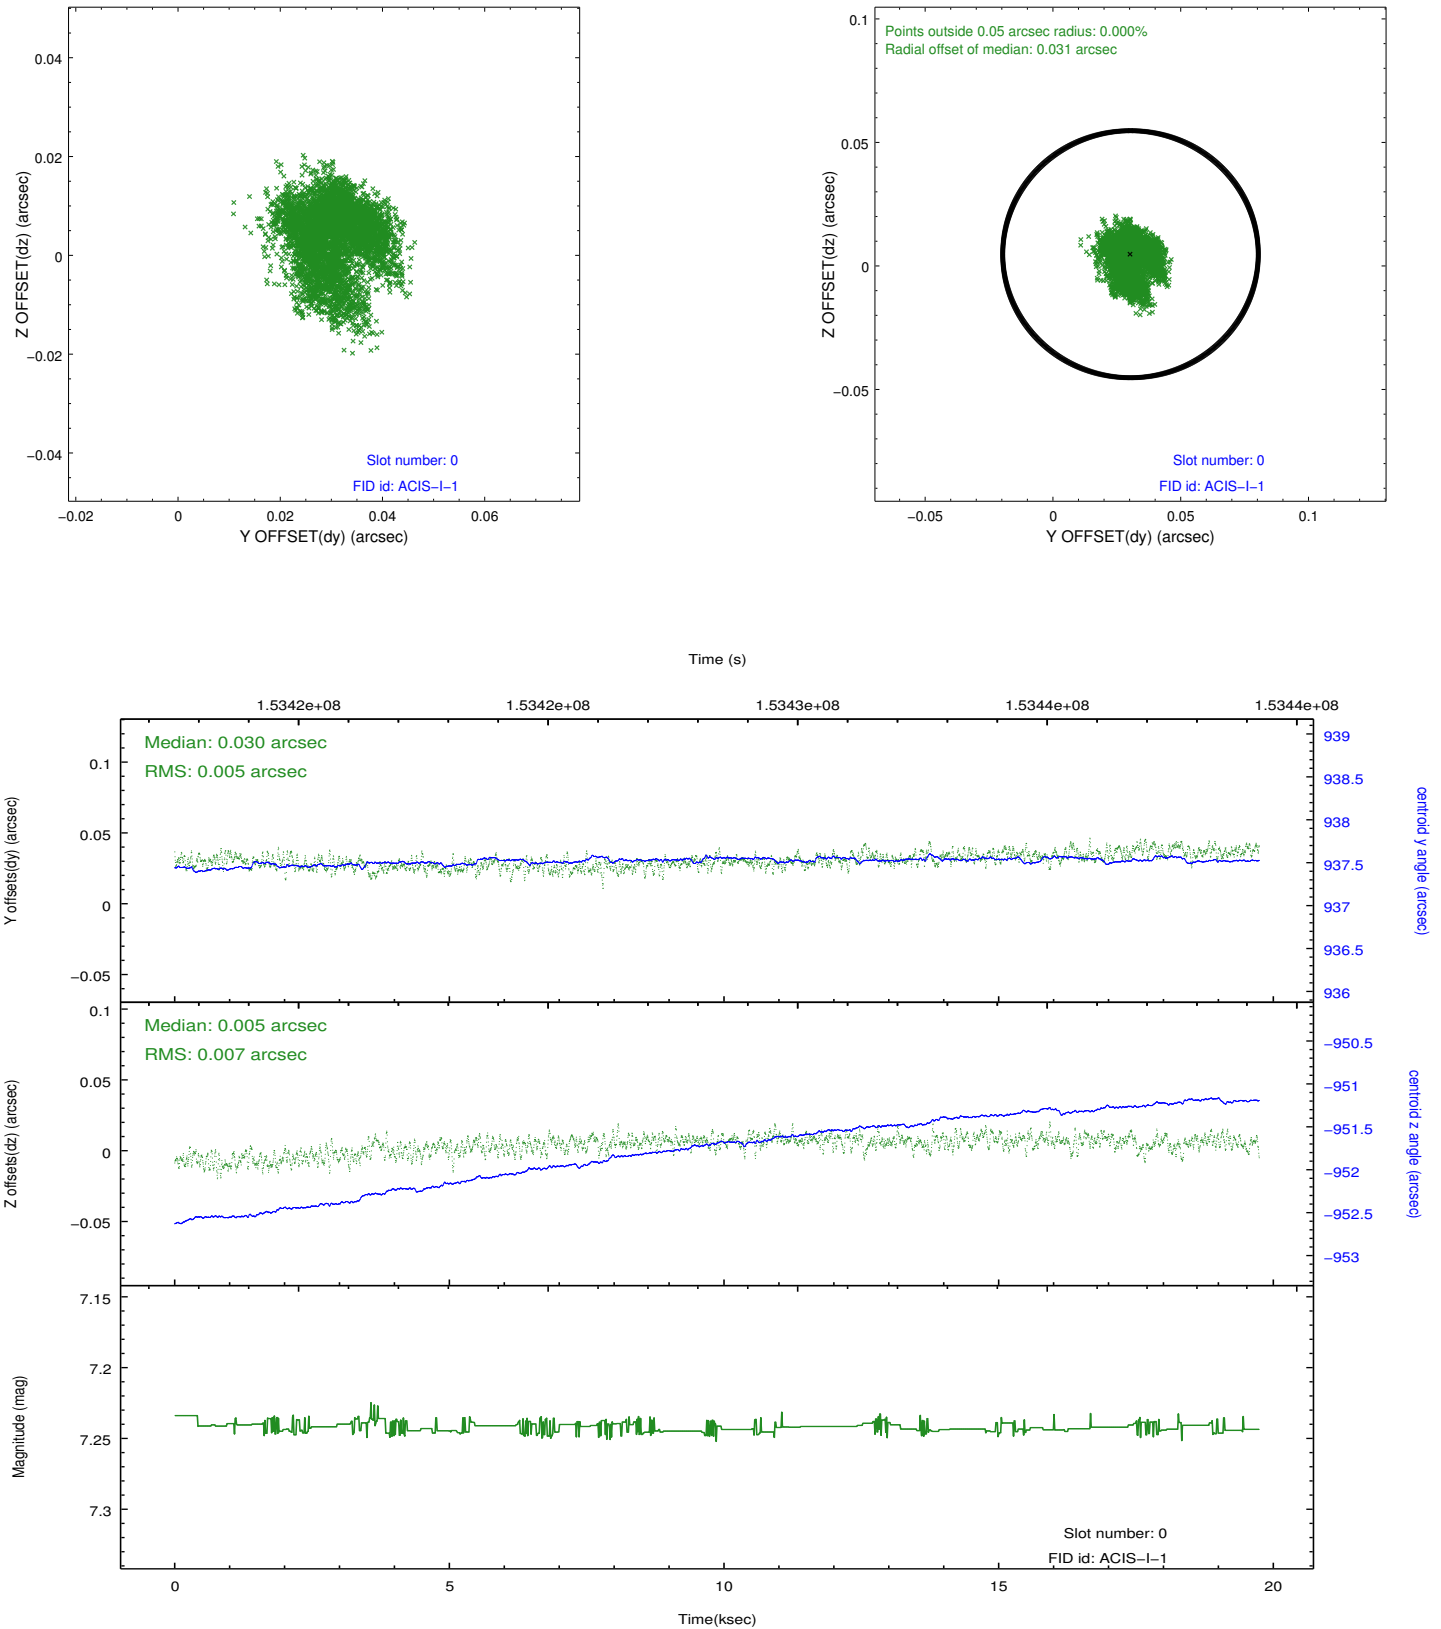 0.04
0.02
0
−0.02
−0.04
Z OFFSET(dz) (arcsec)
Slot number: 0
FID id: ACIS−I−1
−0.02
0
0.02
0.04
0.06
Y OFFSET(dy) (arcsec)
Points outside 0.05 arcsec radius: 0.000%
Radial offset of median: 0.031 arcsec
0.1
0.05
0
−0.05
Z OFFSET(dz) (arcsec)
Slot number: 0
FID id: ACIS−I−1
−0.05
0
0.05
0.1
Y OFFSET(dy) (arcsec)
Time (s)
1.5342e+08
1.5342e+08
1.5343e+08
1.5344e+08
1.5344e+08
Median: 0.030 arcsec
RMS: 0.005 arcsec
0.1
0.05
0
−0.05
Y offsets(dy) (arcsec)
939
938.5
938
937.5
937
936.5
936
centroid y angle (arcsec)
Median: 0.005 arcsec
RMS: 0.007 arcsec
0.1
0.05
0
−0.05
Z offsets(dz) (arcsec)
−950.5
−951
−951.5
−952
−952.5
−953
centroid z angle (arcsec)
7.15
7.2
7.25
7.3
Magnitude (mag)
Slot number: 0
FID id: ACIS−I−1
0
5
10
15
20
Time(ksec)